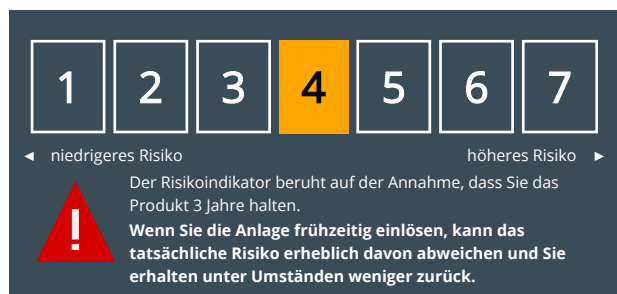 1 2 3 4 5 6 7
◄ niedrigeres Risiko höheres Risiko ►
Der Risikoindikator beruht auf der Annahme, dass Sie das
Produkt 3 Jahre halten.
Wenn Sie die Anlage frühzeitig einlösen, kann das
tatsächliche Risiko erheblich davon abweichen und Sie
erhalten unter Umständen weniger zurück.
!